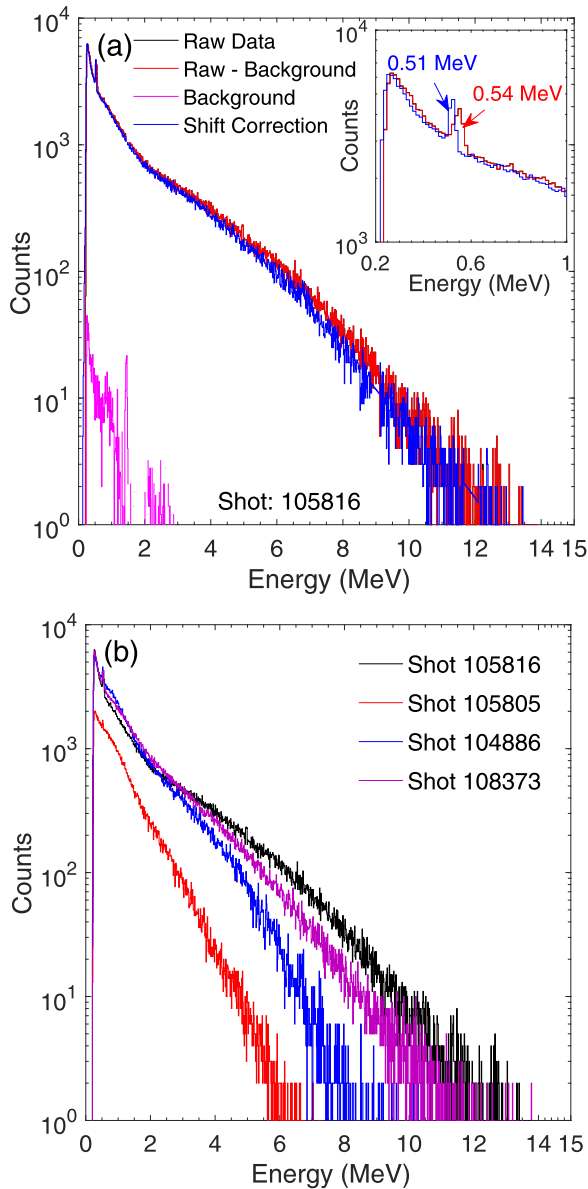 (a)
Raw Data
Raw - Background
Background
Shift Correction
10^4
10^3
10^2
10^1
10^0
Counts
0.51 MeV
0.54 MeV
10^4
10^3
Counts
0.2 0.6 1
Energy (MeV)
Shot: 105816
0 2 4 6 8 10 12 14 15
Energy (MeV)
(b)
Shot 105816
Shot 105805
Shot 104886
Shot 108373
10^4
10^3
10^2
10^1
10^0
Counts
0 2 4 6 8 10 12 14 15
Energy (MeV)